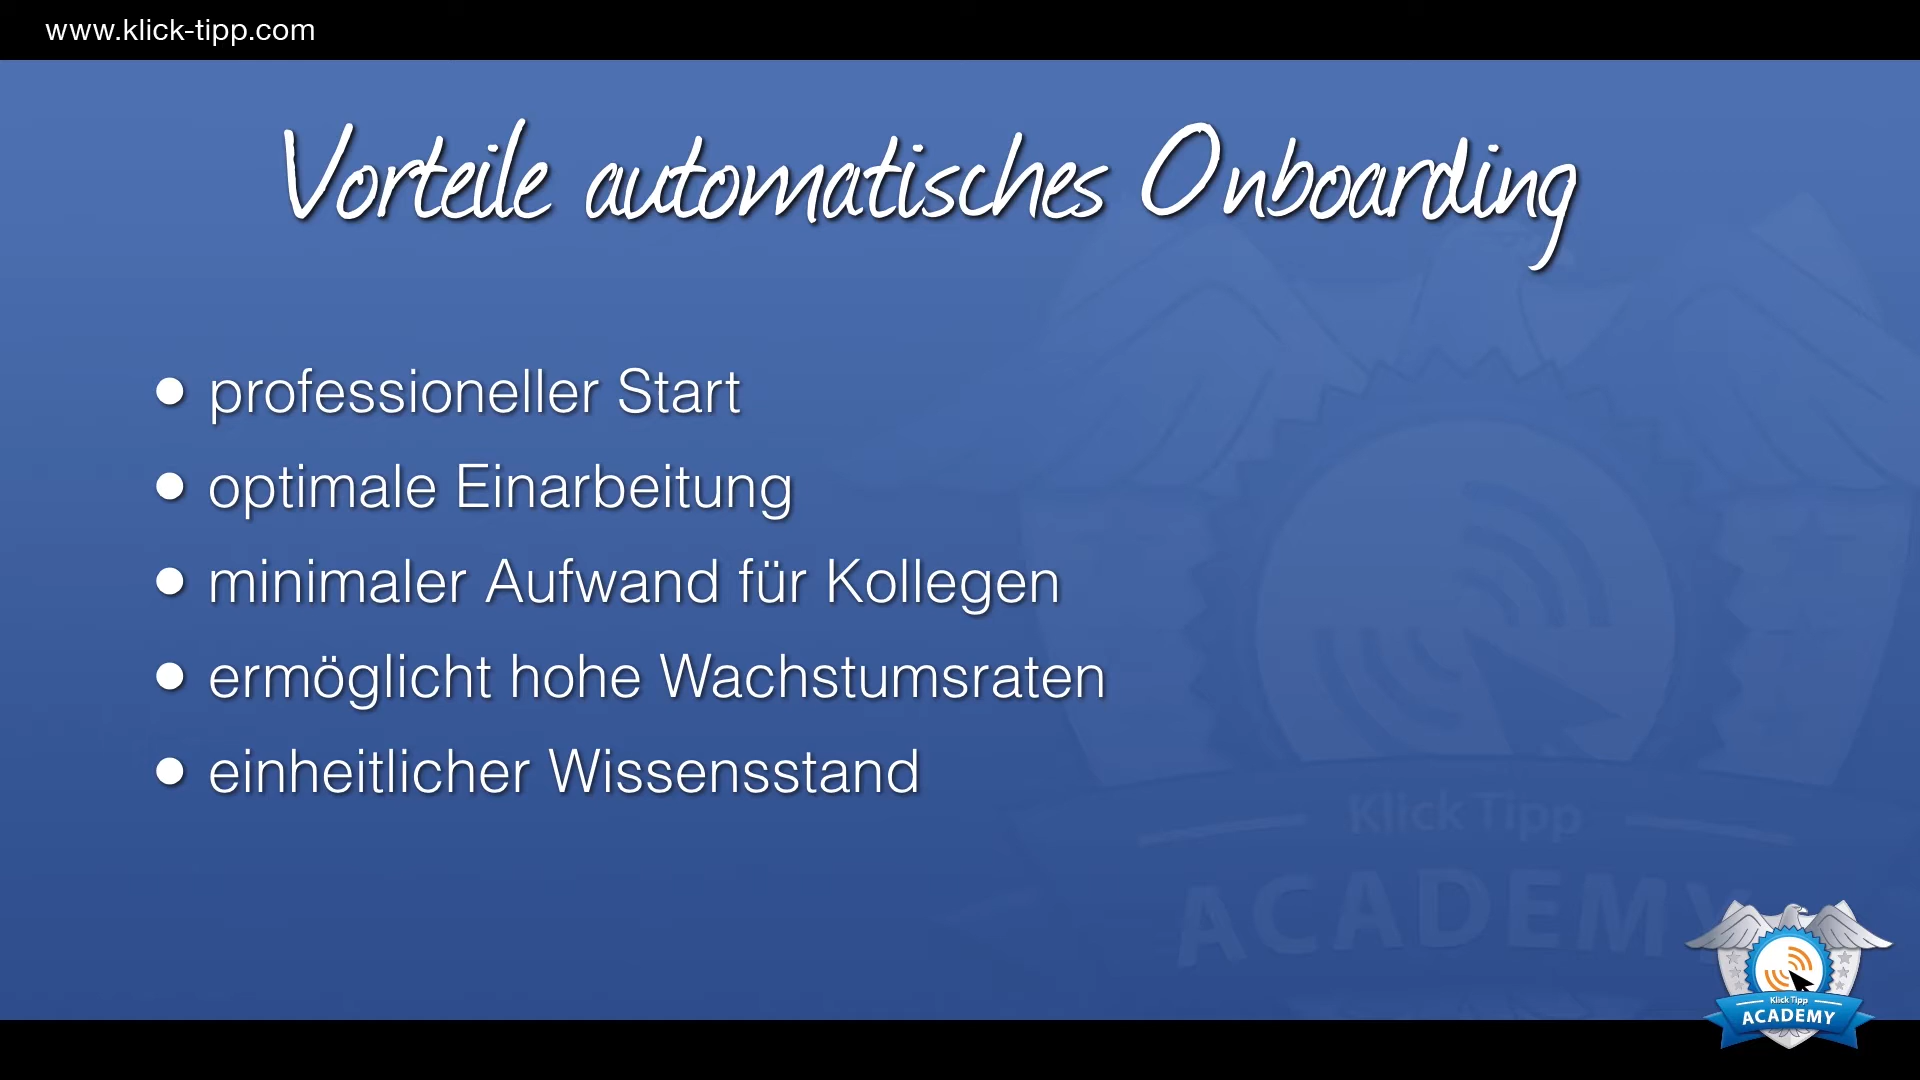 www.klick-tipp.com
Vorteile automatisches Onboarding
• professioneller Start
• optimale Einarbeitung
• minimaler Aufwand für Kollegen
• ermöglicht hohe Wachstumsraten
• einheitlicher Wissensstand
Klick Tipp
ACADEMY
Klick Tipp
ACADEMY